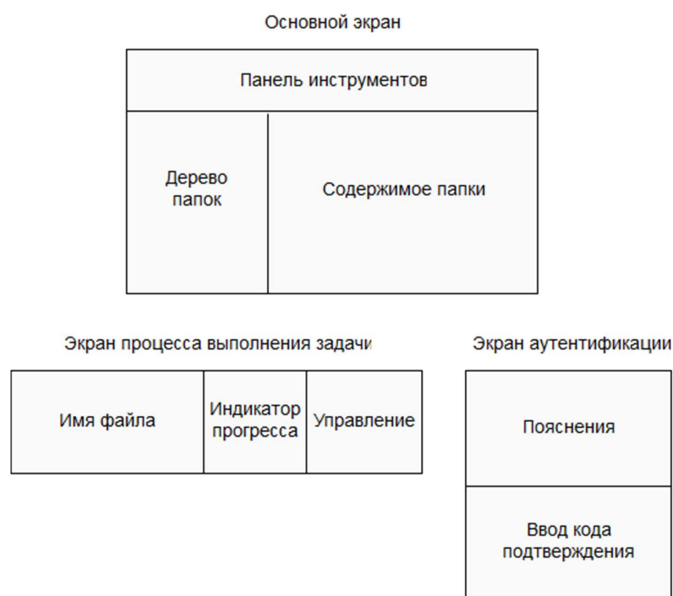 Основной экран
Панель инструментов
Дерево
папок
Содержимое папки
Экран процесса выполнения задачи
Имя файла
Индикатор
прогресса
Управление
Экран аутентификации
Пояснения
Ввод кода
подтверждения